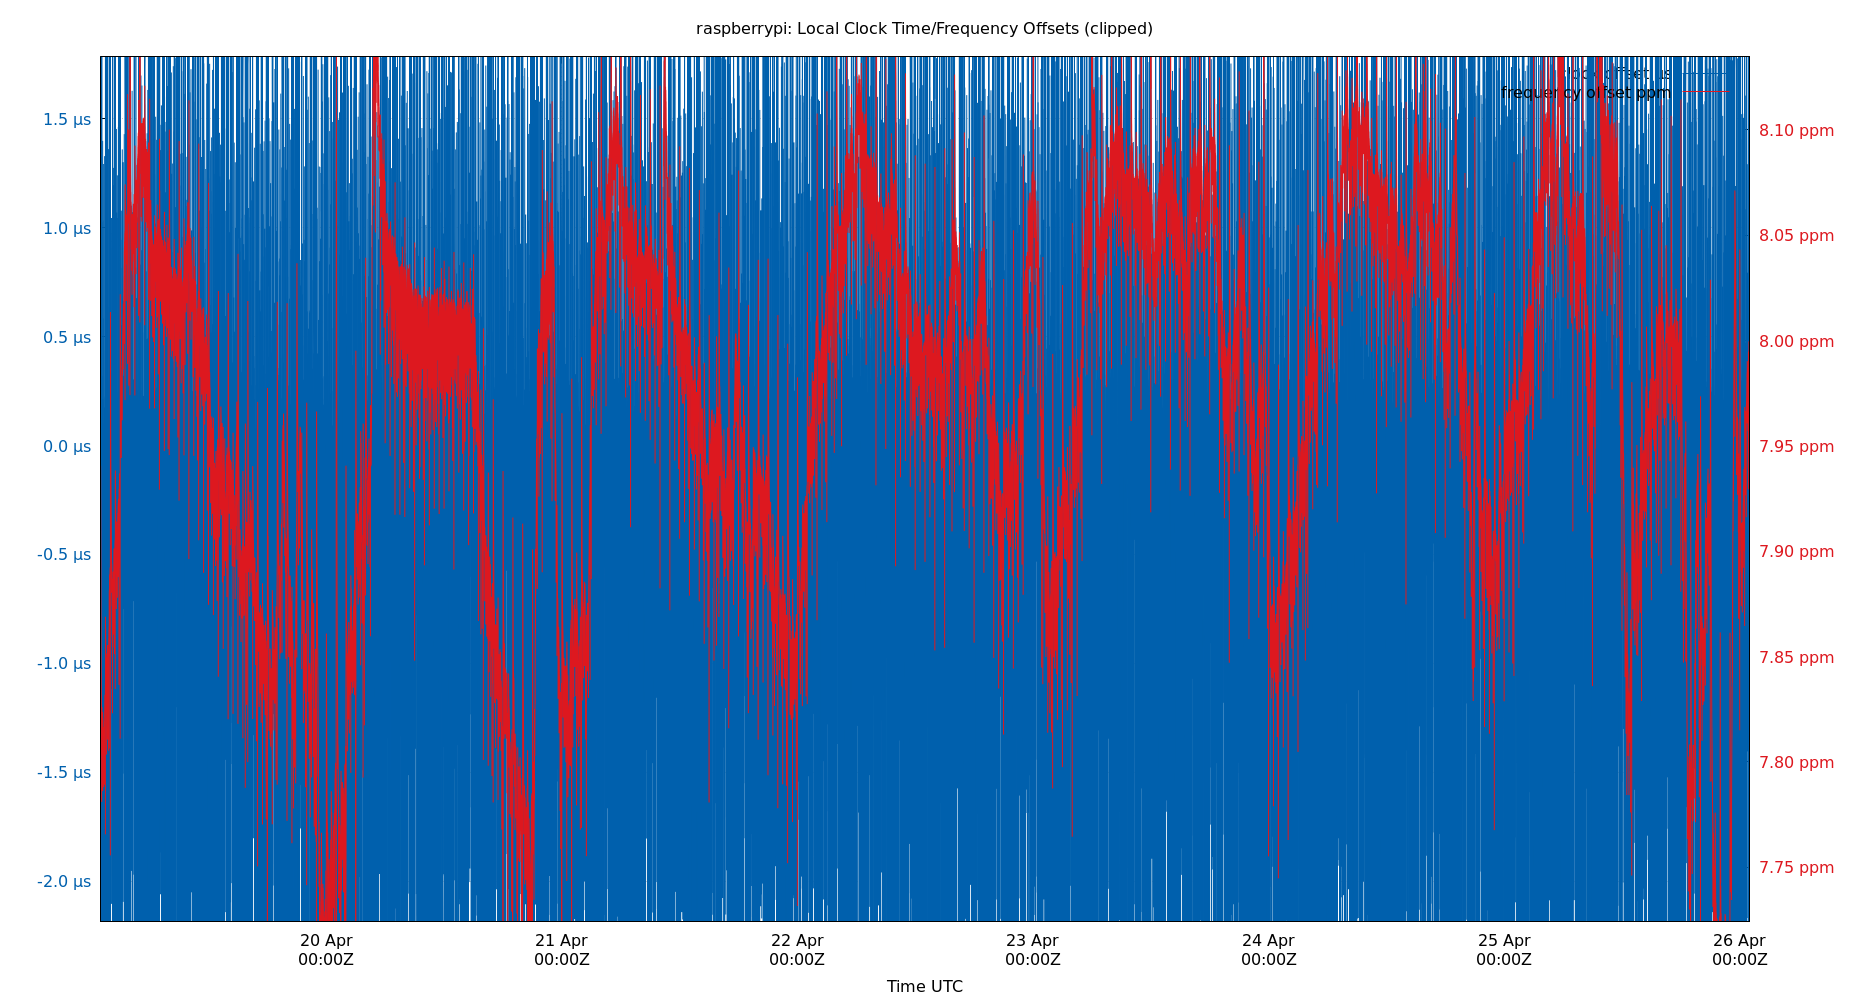 raspberrypi: Local Clock Time/Frequency Offsets (clipped)
clock offset µs
frequency offset ppm
1.5 µs
1.0 µs
0.5 µs
0.0 µs
-0.5 µs
-1.0 µs
-1.5 µs
-2.0 µs
8.10 ppm
8.05 ppm
8.00 ppm
7.95 ppm
7.90 ppm
7.85 ppm
7.80 ppm
7.75 ppm
20 Apr
00:00Z
21 Apr
00:00Z
22 Apr
00:00Z
23 Apr
00:00Z
24 Apr
00:00Z
25 Apr
00:00Z
26 Apr
00:00Z
Time UTC